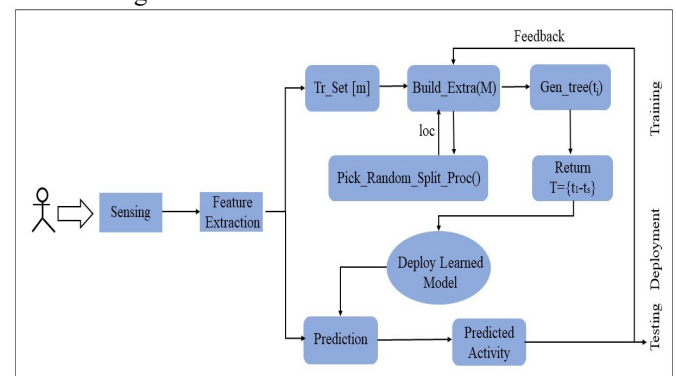 Feedback
Tr_Set [m]
Build_Extra(M)
Gen_tree(tj)
Training
loc
Pick_Random_Split_Proc()
Return
T={t1-ts}
Sensing
Feature
Extraction
Deployment
Deploy Learned
Model
Prediction
Predicted
Activity
Testing